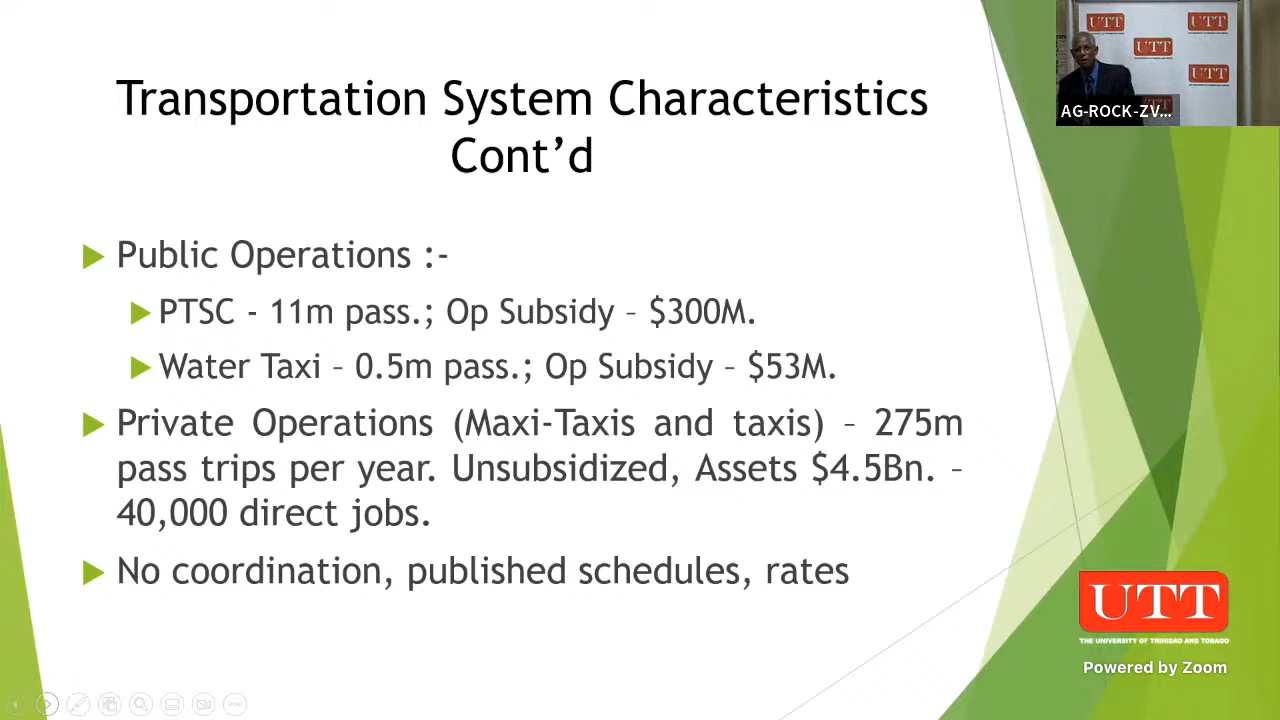 Transportation System Characteristics
Cont’d
Public Operations :-
PTSC - 11m pass.; Op Subsidy – $300M.
Water Taxi – 0.5m pass.; Op Subsidy – $53M.
Private Operations (Maxi-Taxis and taxis) – 275m
pass trips per year. Unsubsidized, Assets $4.5Bn. –
40,000 direct jobs.
No coordination, published schedules, rates
UTT
UTT
UTT
UTT
UTT
AG-ROCK-ZV...
UTT
THE UNIVERSITY OF TRINIDAD AND TOBAGO
Powered by Zoom